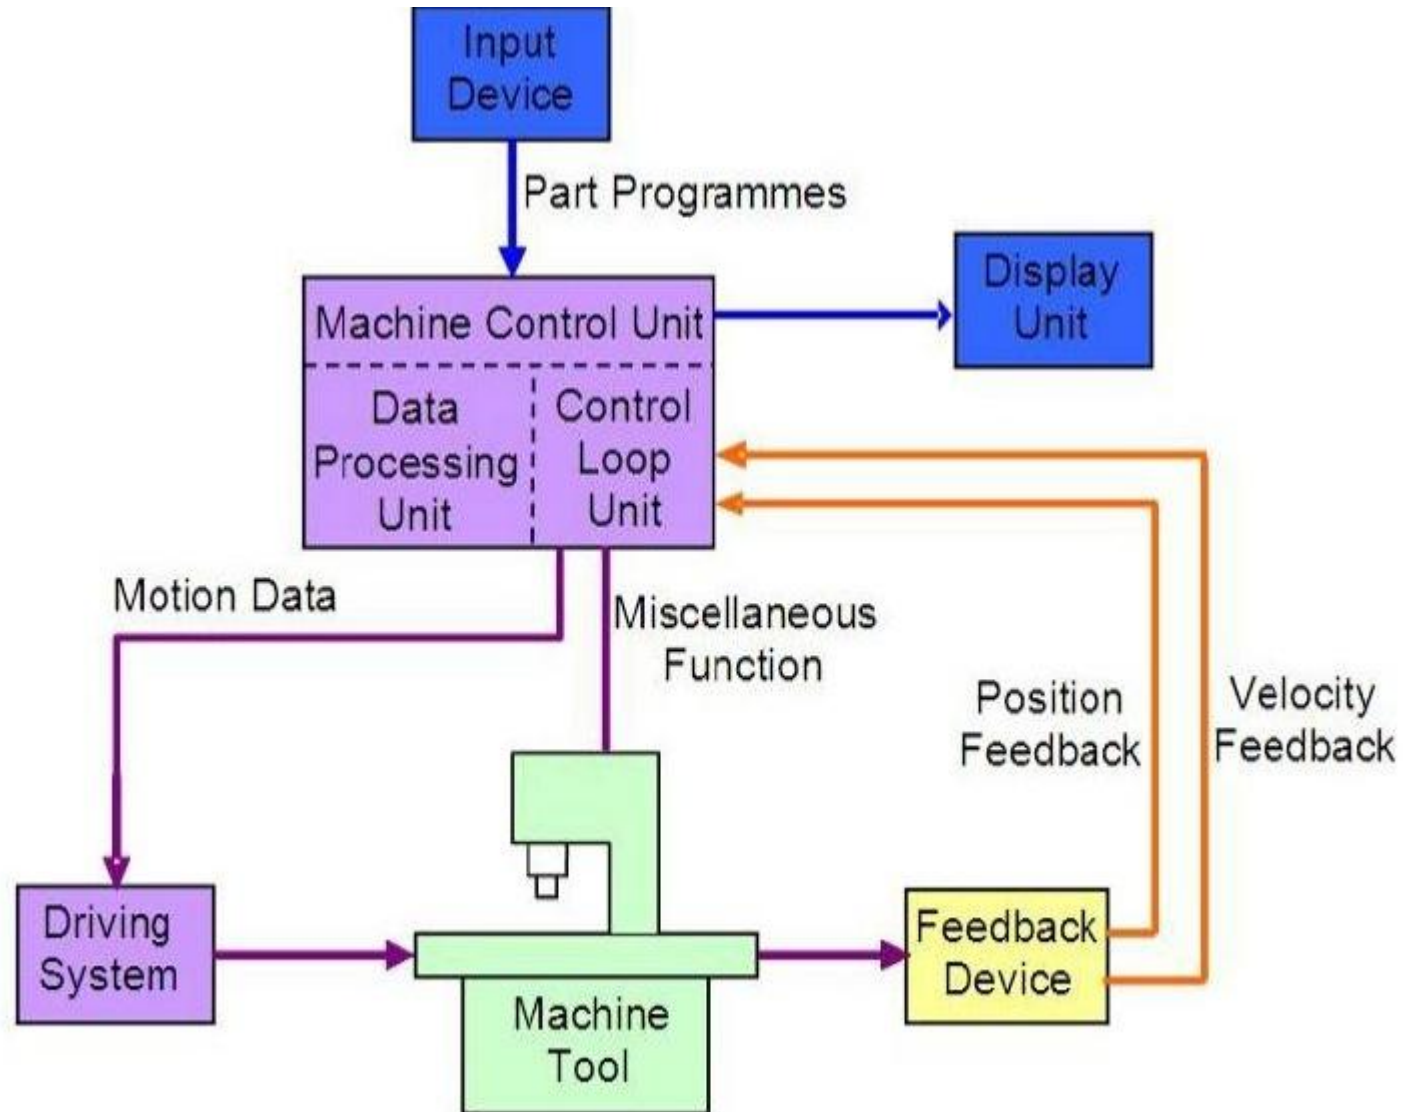 Input
Device
Part Programmes
Display
Unit
Machine Control Unit
Data
Processing
Unit
Control
Loop
Unit
Motion Data
Miscellaneous
Function
Position
Feedback
Velocity
Feedback
Driving
System
Machine
Tool
Feedback
Device